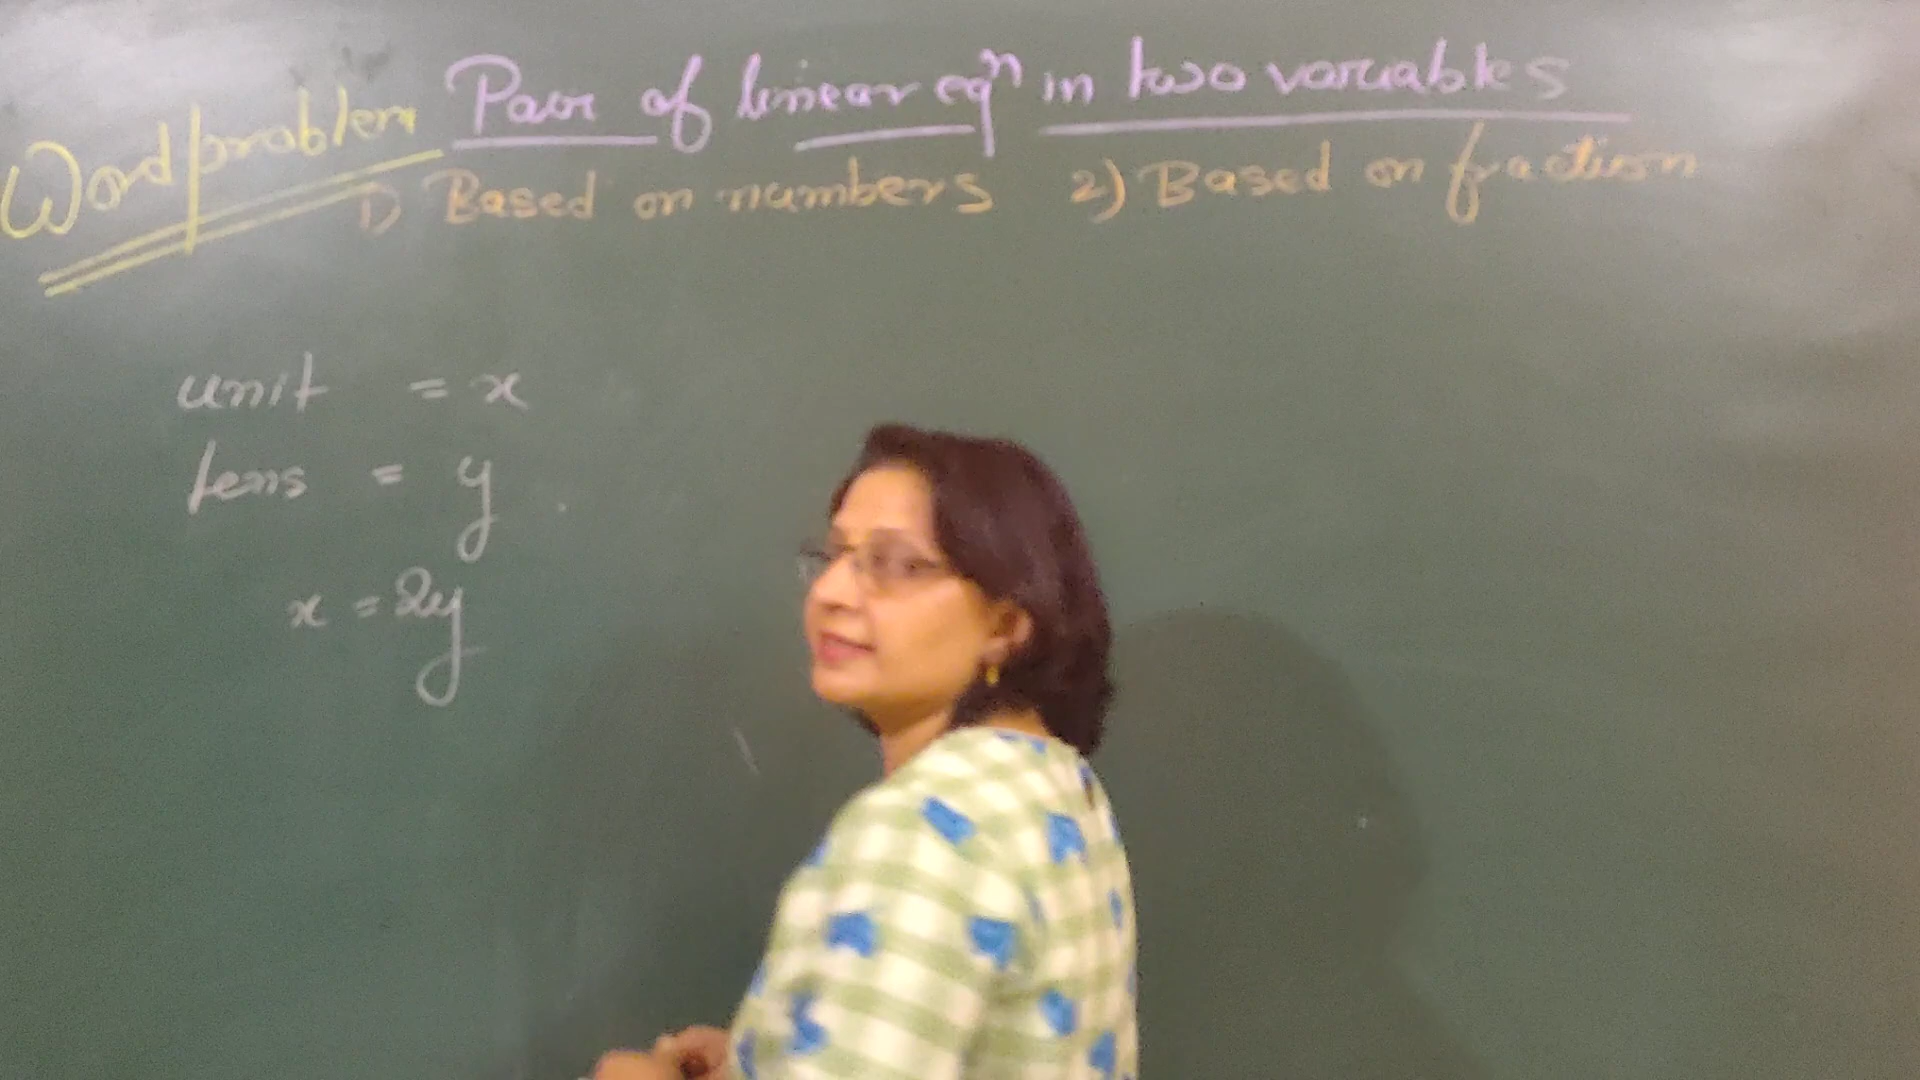 Word problem
Pair of linear eqⁿ in two variables
1) Based on numbers 2) Based on fraction
unit = x
tens = y
x = 2y